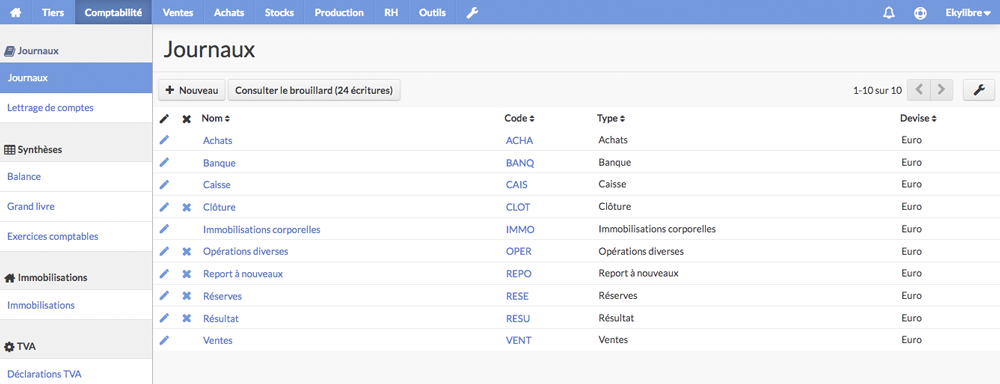 Tiers Comptabilité Ventes Achats Stocks Production RH Outils Ekylibre
Journaux
Journaux
Lettrage de comptes
Synthèses
Balance
Grand livre
Exercices comptables
Immobilisations
Immobilisations
TVA
Déclarations TVA
Journaux
Nouveau Consulter le brouillard (24 écritures) 1-10 sur 10
Nom Code Type Devise
Achats ACHA Achats Euro
Banque BANQ Banque Euro
Caisse CAIS Caisse Euro
Clôture CLOT Clôture Euro
Immobilisations corporelles IMMO Immobilisations corporelles Euro
Opérations diverses OPER Opérations diverses Euro
Report à nouveaux REPO Report à nouveaux Euro
Réserves RESE Réserves Euro
Résultat RESU Résultat Euro
Ventes VENT Ventes Euro